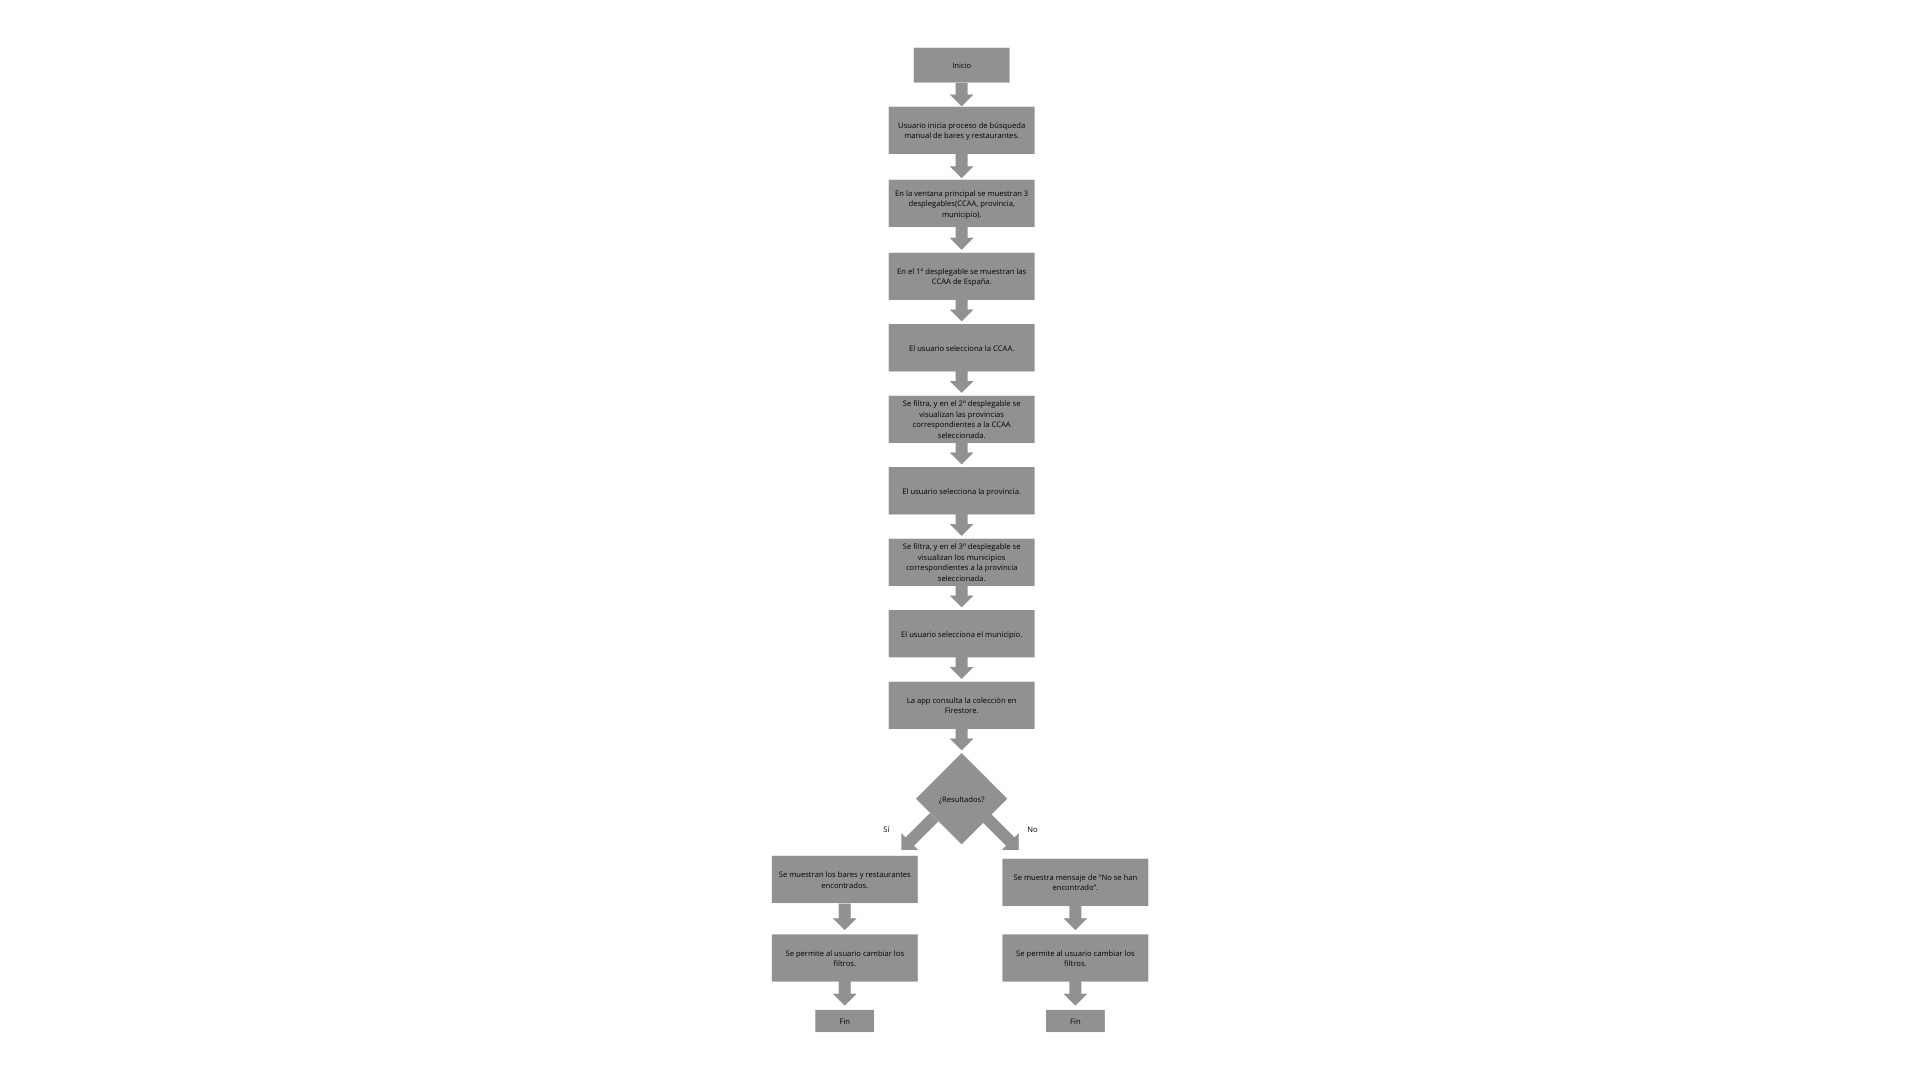 Inicio
Usuario inicia proceso de búsqueda
manual de bares y restaurantes.
En la ventana principal se muestran 3
desplegables(CCAA, provincia,
municipio).
En el 1º desplegable se muestran las
CCAA de España.
El usuario selecciona la CCAA.
Se filtra, y en el 2º desplegable se
visualizan las provincias
correspondientes a la CCAA
seleccionada.
El usuario selecciona la provincia.
Se filtra, y en el 3º desplegable se
visualizan los municipios
correspondientes a la provincia
seleccionada.
El usuario selecciona el municipio.
La app consulta la colección en
Firestore.
¿Resultados?
Sí
No
Se muestran los bares y restaurantes
encontrados.
Se muestra mensaje de "No se han
encontrado".
Se permite al usuario cambiar los
filtros.
Se permite al usuario cambiar los
filtros.
Fin
Fin